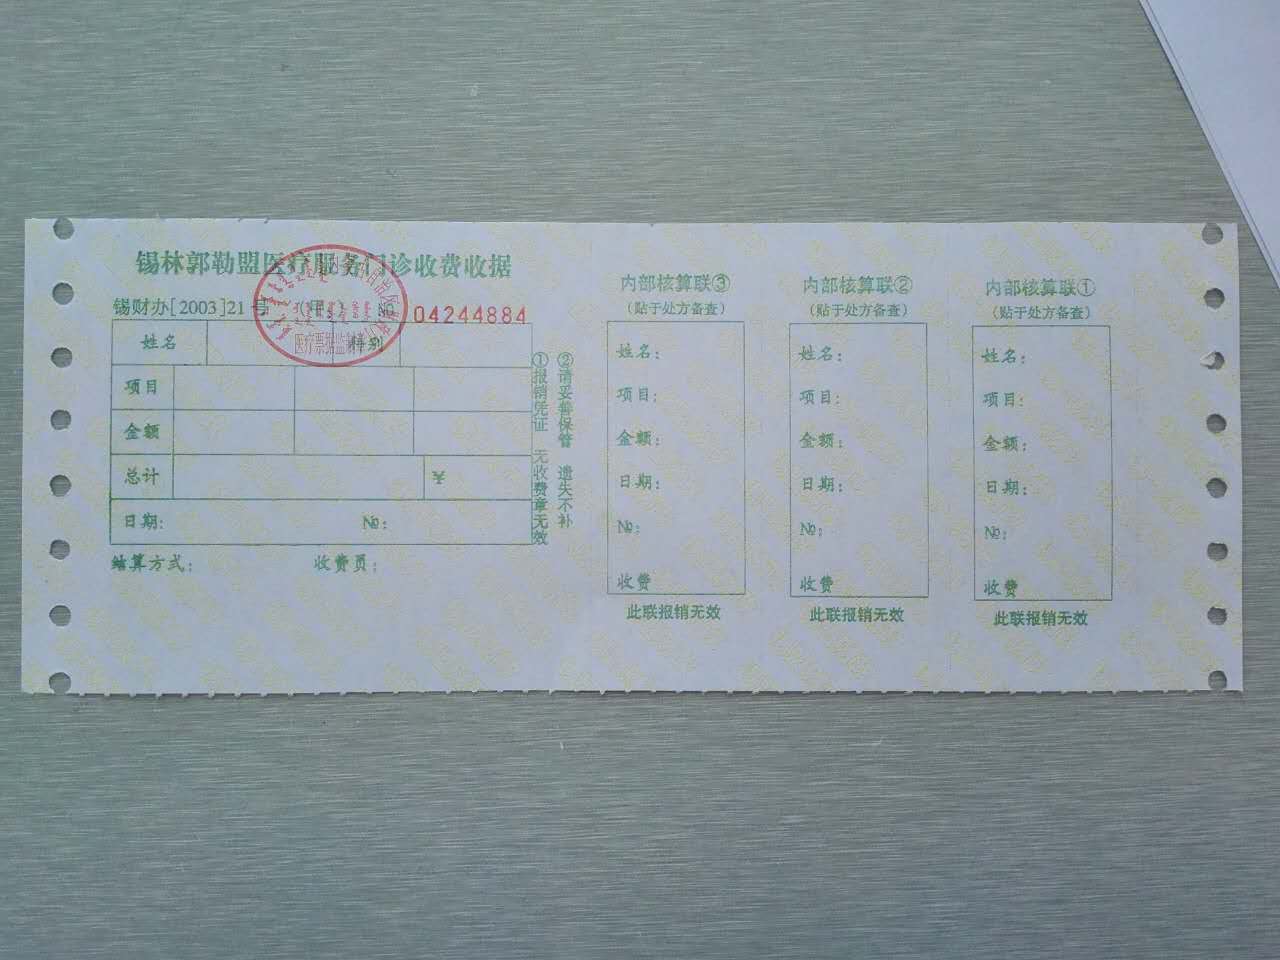 锡林郭勒盟医疗服务门诊收费收据
锡财办[2003]21号 (甲) № 04244884
医疗票据监制章
姓名 性别
项目
金额
总计 ¥
日期: №:
结算方式: 收费员:
①报销凭证 无收费章无效
②请妥善保管 遗失不补
内部核算联③
(贴于处方备查)
姓名:
项目:
金额:
日期:
№:
收费
此联报销无效
内部核算联②
(贴于处方备查)
姓名:
项目:
金额:
日期:
№:
收费
此联报销无效
内部核算联①
(贴于处方备查)
姓名:
项目:
金额:
日期:
№:
收费
此联报销无效